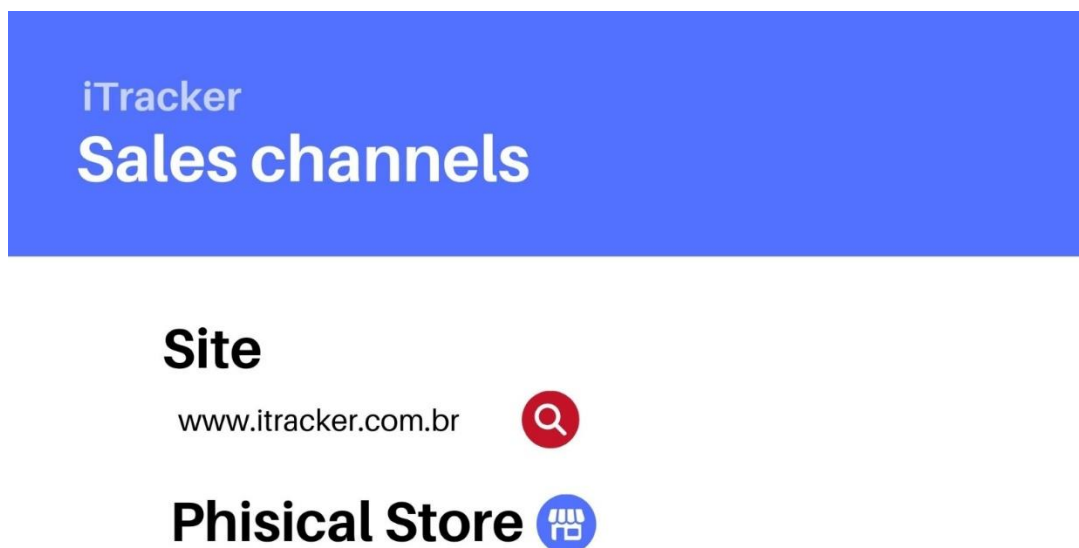 iTracker
Sales channels
Site
www.itracker.com.br
Phisical Store